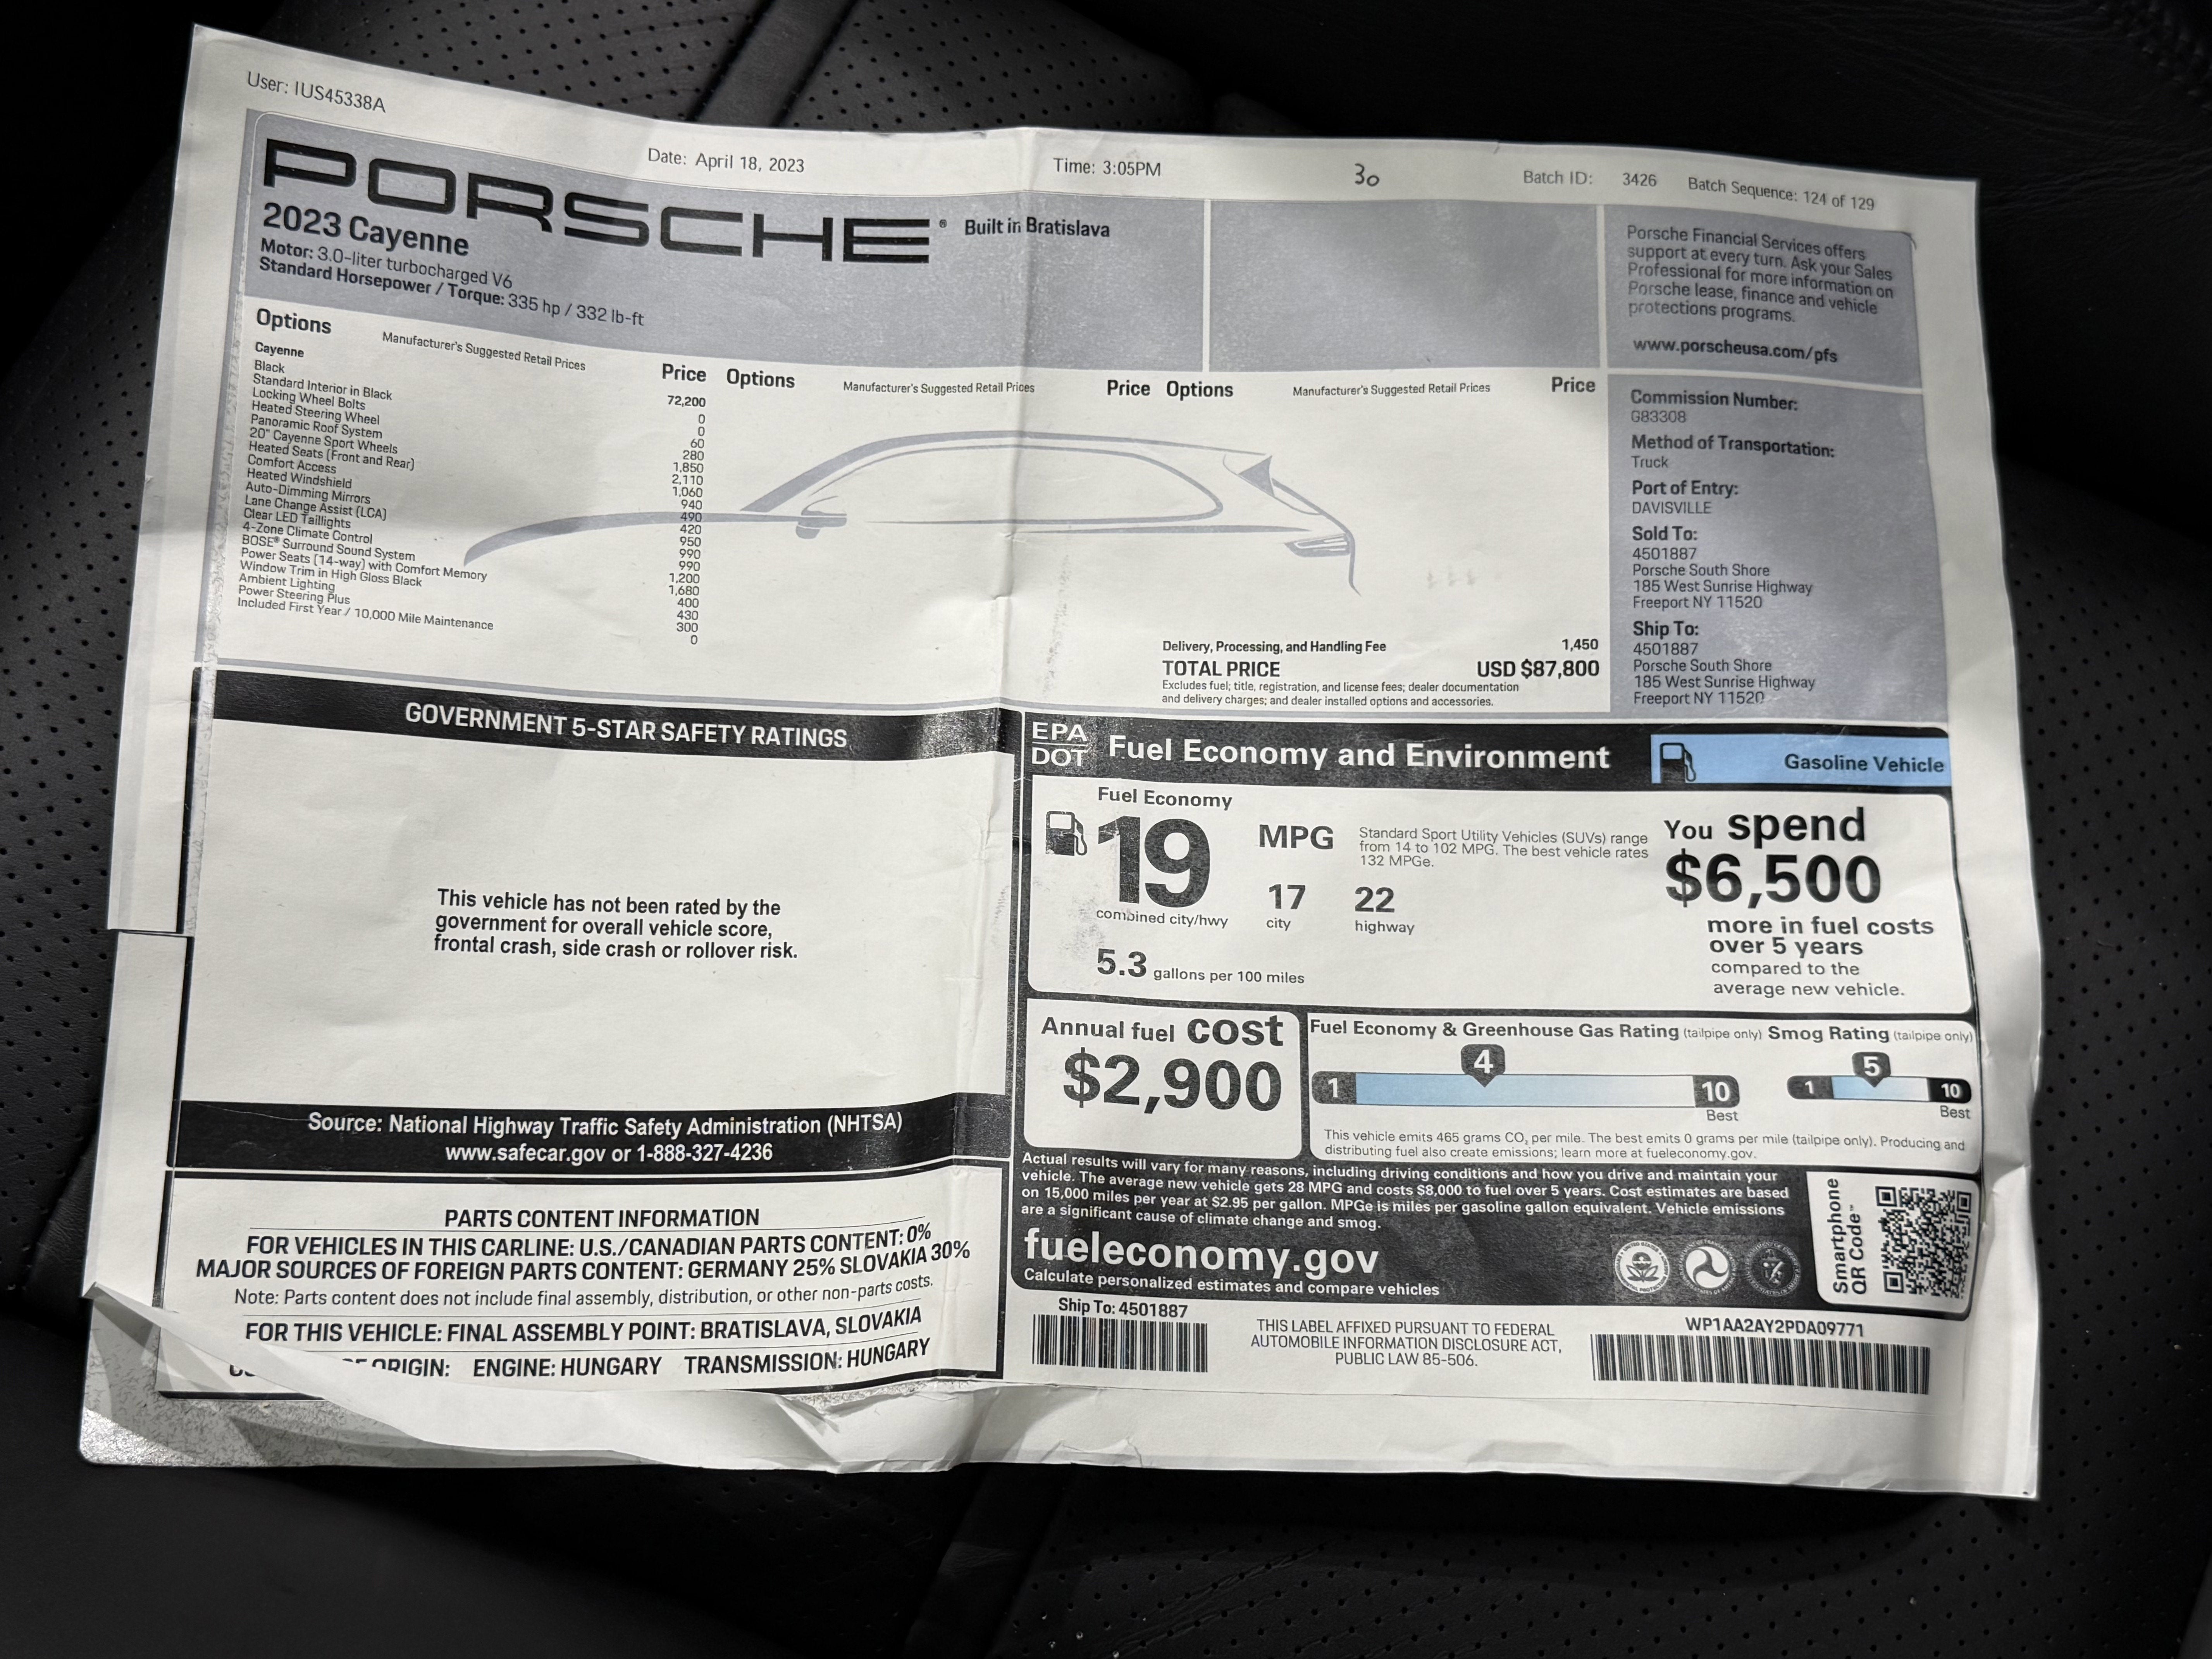 User: IUS45338A
Date: April 18, 2023
Time: 3:05PM
30
Batch ID: 3426
Batch Sequence: 124 of 129
PORSCHE®
Built in Bratislava
2023 Cayenne
Motor: 3.0-liter turbocharged V6
Standard Horsepower / Torque: 335 hp / 332 lb-ft
Porsche Financial Services offers
support at every turn. Ask your Sales
Professional for more information on
Porsche lease, finance and vehicle
protections programs.
www.porscheusa.com/pfs
Options Manufacturer's Suggested Retail Prices Price Options Manufacturer's Suggested Retail Prices Price Options Manufacturer's Suggested Retail Prices Price
Cayenne 72,200
Black 0
Standard Interior in Black 0
Locking Wheel Bolts 60
Heated Steering Wheel 280
Panoramic Roof System 1,850
20" Cayenne Sport Wheels 2,110
Heated Seats (Front and Rear) 1,060
Comfort Access 940
Heated Windshield 490
Auto-Dimming Mirrors 420
Lane Change Assist (LCA) 950
Clear LED Taillights 990
4-Zone Climate Control 990
BOSE® Surround Sound System 1,200
Power Seats (14-way) with Comfort Memory 1,680
Window Trim in High Gloss Black 400
Ambient Lighting 430
Power Steering Plus 300
Included First Year / 10,000 Mile Maintenance 0
Delivery, Processing, and Handling Fee 1,450
TOTAL PRICE USD $87,800
Excludes fuel; title, registration, and license fees; dealer documentation
and delivery charges; and dealer installed options and accessories.
Commission Number:
G83308
Method of Transportation:
Truck
Port of Entry:
DAVISVILLE
Sold To:
4501887
Porsche South Shore
185 West Sunrise Highway
Freeport NY 11520
Ship To:
4501887
Porsche South Shore
185 West Sunrise Highway
Freeport NY 11520
GOVERNMENT 5-STAR SAFETY RATINGS
This vehicle has not been rated by the
government for overall vehicle score,
frontal crash, side crash or rollover risk.
Source: National Highway Traffic Safety Administration (NHTSA)
www.safecar.gov or 1-888-327-4236
PARTS CONTENT INFORMATION
FOR VEHICLES IN THIS CARLINE: U.S./CANADIAN PARTS CONTENT: 0%
MAJOR SOURCES OF FOREIGN PARTS CONTENT: GERMANY 25% SLOVAKIA 30%
Note: Parts content does not include final assembly, distribution, or other non-parts costs.
FOR THIS VEHICLE: FINAL ASSEMBLY POINT: BRATISLAVA, SLOVAKIA
ORIGIN: ENGINE: HUNGARY TRANSMISSION: HUNGARY
EPA
DOT
Fuel Economy and Environment
Gasoline Vehicle
Fuel Economy
19 MPG
combined city/hwy
17
city
22
highway
5.3 gallons per 100 miles
Standard Sport Utility Vehicles (SUVs) range
from 14 to 102 MPG. The best vehicle rates
132 MPGe.
You spend
$6,500
more in fuel costs
over 5 years
compared to the
average new vehicle.
Annual fuel cost
$2,900
Fuel Economy & Greenhouse Gas Rating (tailpipe only)
1 4 10
Best
Smog Rating (tailpipe only)
1 5 10
Best
This vehicle emits 465 grams CO₂ per mile. The best emits 0 grams per mile (tailpipe only). Producing and
distributing fuel also create emissions; learn more at fueleconomy.gov.
Actual results will vary for many reasons, including driving conditions and how you drive and maintain your
vehicle. The average new vehicle gets 28 MPG and costs $8,000 to fuel over 5 years. Cost estimates are based
on 15,000 miles per year at $2.95 per gallon. MPGe is miles per gasoline gallon equivalent. Vehicle emissions
are a significant cause of climate change and smog.
fueleconomy.gov
Calculate personalized estimates and compare vehicles
Smartphone
QR Code™
Ship To: 4501887
THIS LABEL AFFIXED PURSUANT TO FEDERAL
AUTOMOBILE INFORMATION DISCLOSURE ACT,
PUBLIC LAW 85-506.
WP1AA2AY2PDA09771